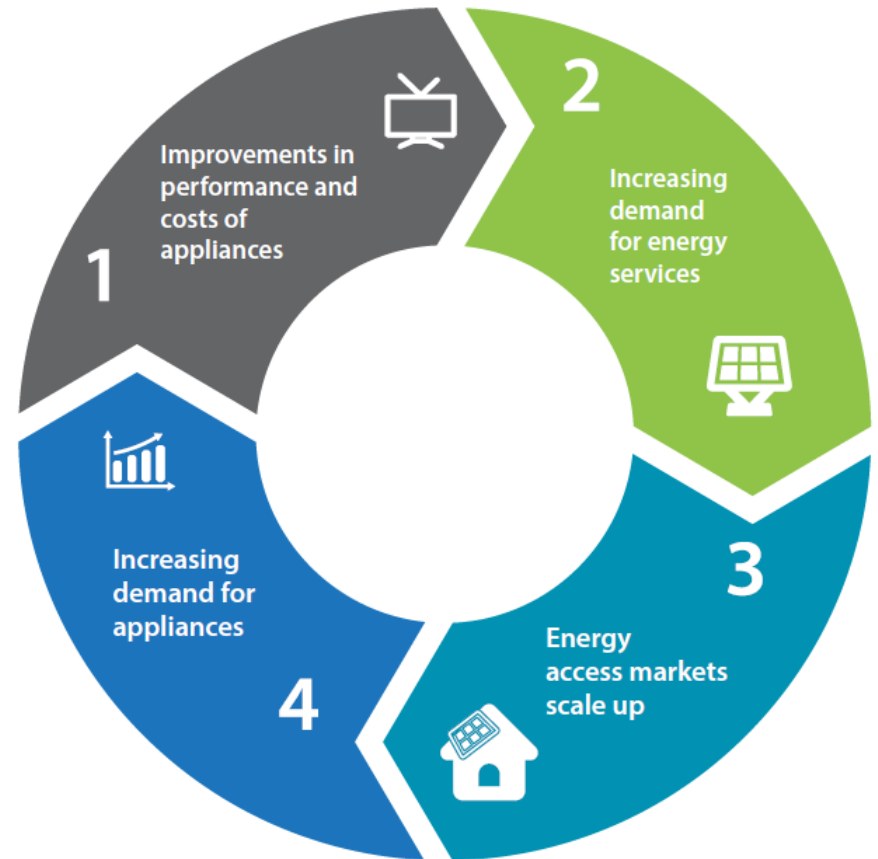 1
Improvements in
performance and
costs of
appliances
2
Increasing
demand
for energy
services
3
Energy
access markets
scale up
4
Increasing
demand for
appliances